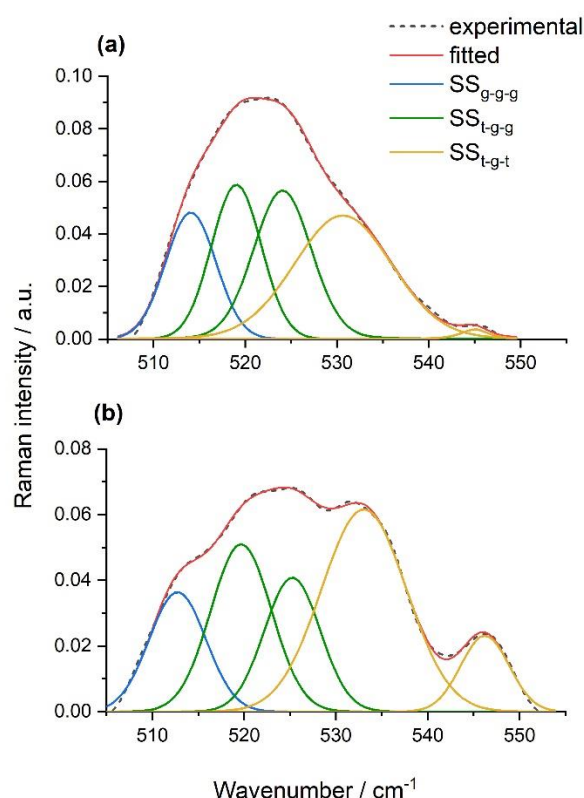 (a)
experimental
fitted
SSg-g-g
SSt-g-g
SSt-g-t
0.10
0.08
0.06
0.04
0.02
0.00
510 520 530 540 550
Raman intensity / a.u.
(b)
0.08
0.06
0.04
0.02
0.00
510 520 530 540 550
Wavenumber / cm⁻¹